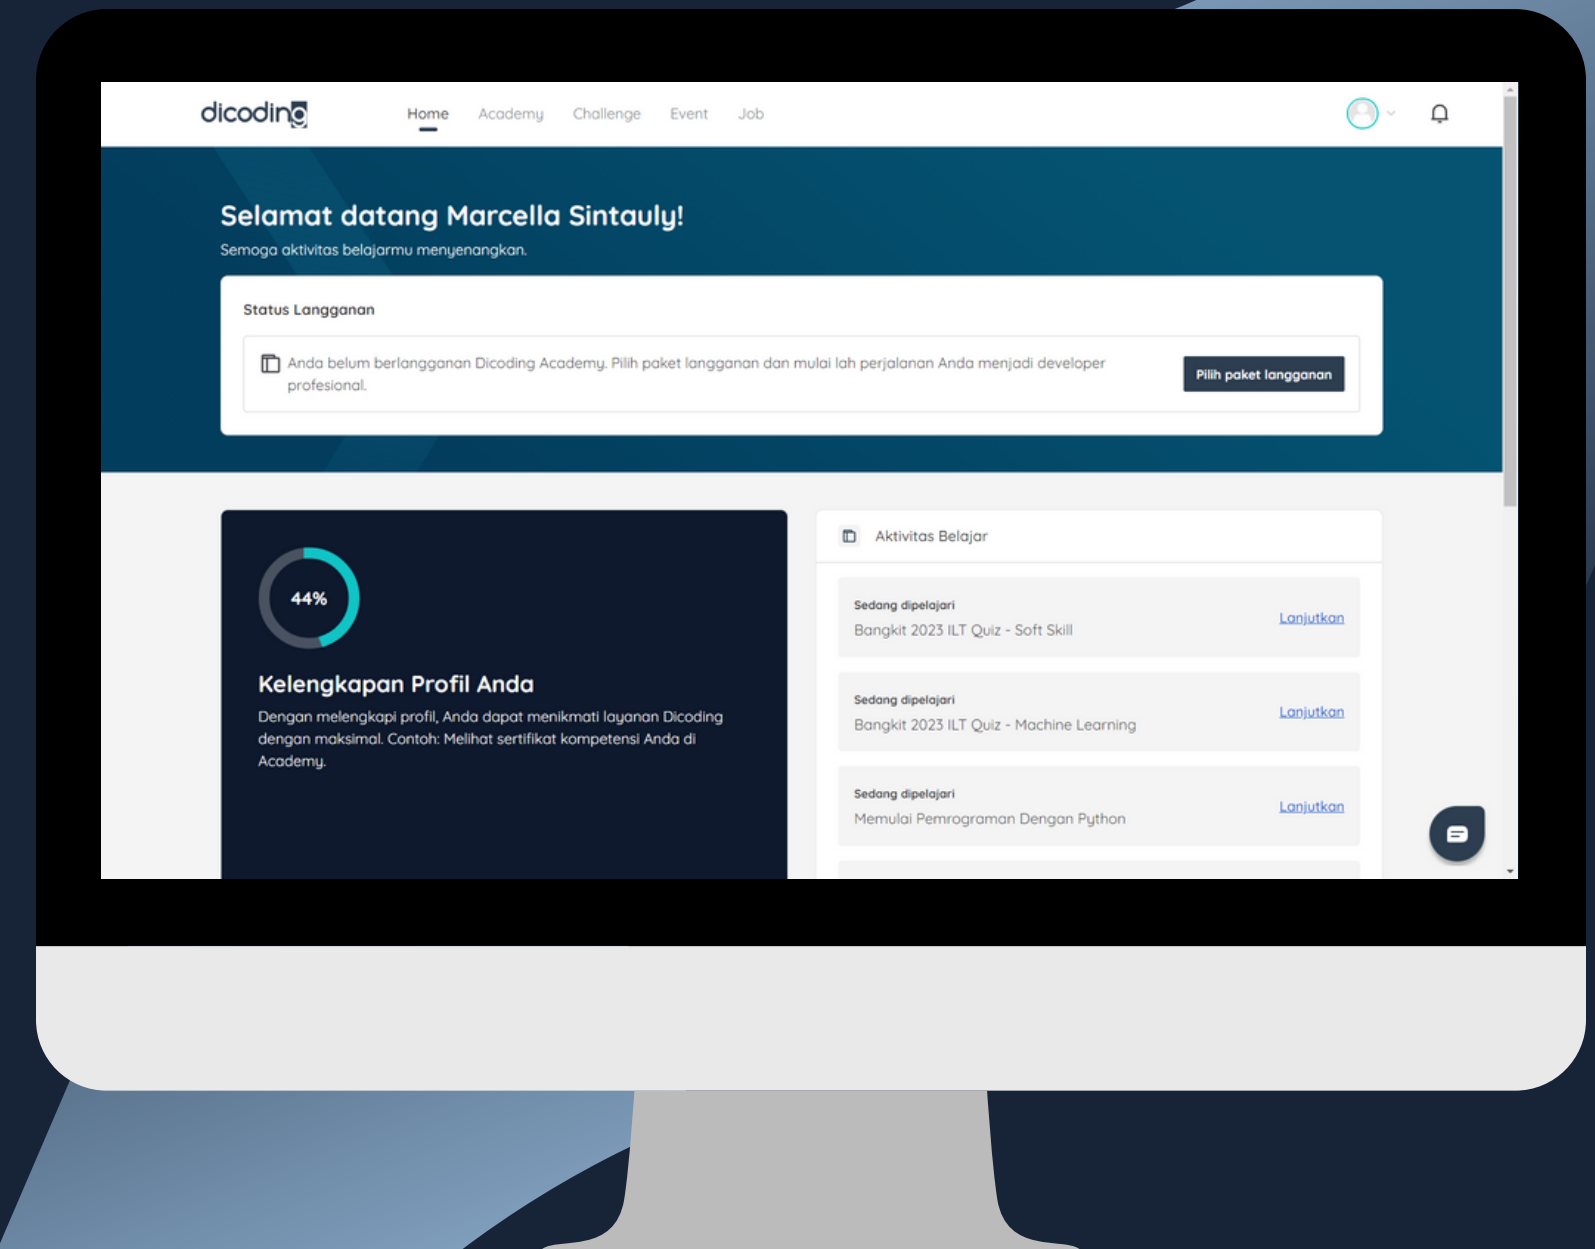 dicoding
Home Academy Challenge Event Job
Selamat datang Marcella Sintauly!
Semoga aktivitas belajarmu menyenangkan.
Status Langganan
Anda belum berlangganan Dicoding Academy. Pilih paket langganan dan mulai lah perjalanan Anda menjadi developer
profesional.
Pilih paket langganan
44%
Kelengkapan Profil Anda
Dengan melengkapi profil, Anda dapat menikmati layanan Dicoding
dengan maksimal. Contoh: Melihat sertifikat kompetensi Anda di
Academy.
Aktivitas Belajar
Sedang dipelajari
Bangkit 2023 ILT Quiz - Soft Skill
Lanjutkan
Sedang dipelajari
Bangkit 2023 ILT Quiz - Machine Learning
Lanjutkan
Sedang dipelajari
Memulai Pemrograman Dengan Python
Lanjutkan